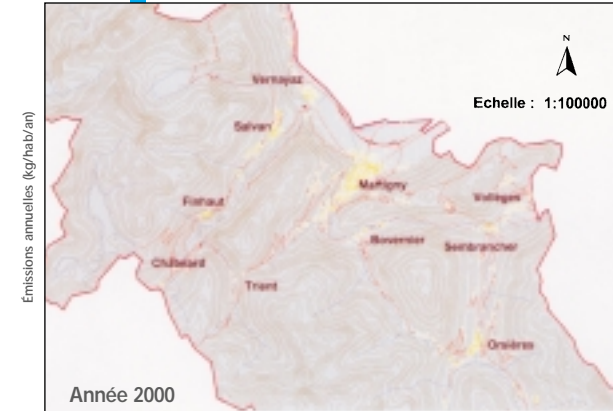 N
Echelle : 1:100000
Vernayaz
Salvan
Martigny
Vollèges
Finhaut
Bovernier
Sembrancher
Châtelard
Trient
Orsières
Émissions annuelles (kg/hab/an)
Année 2000